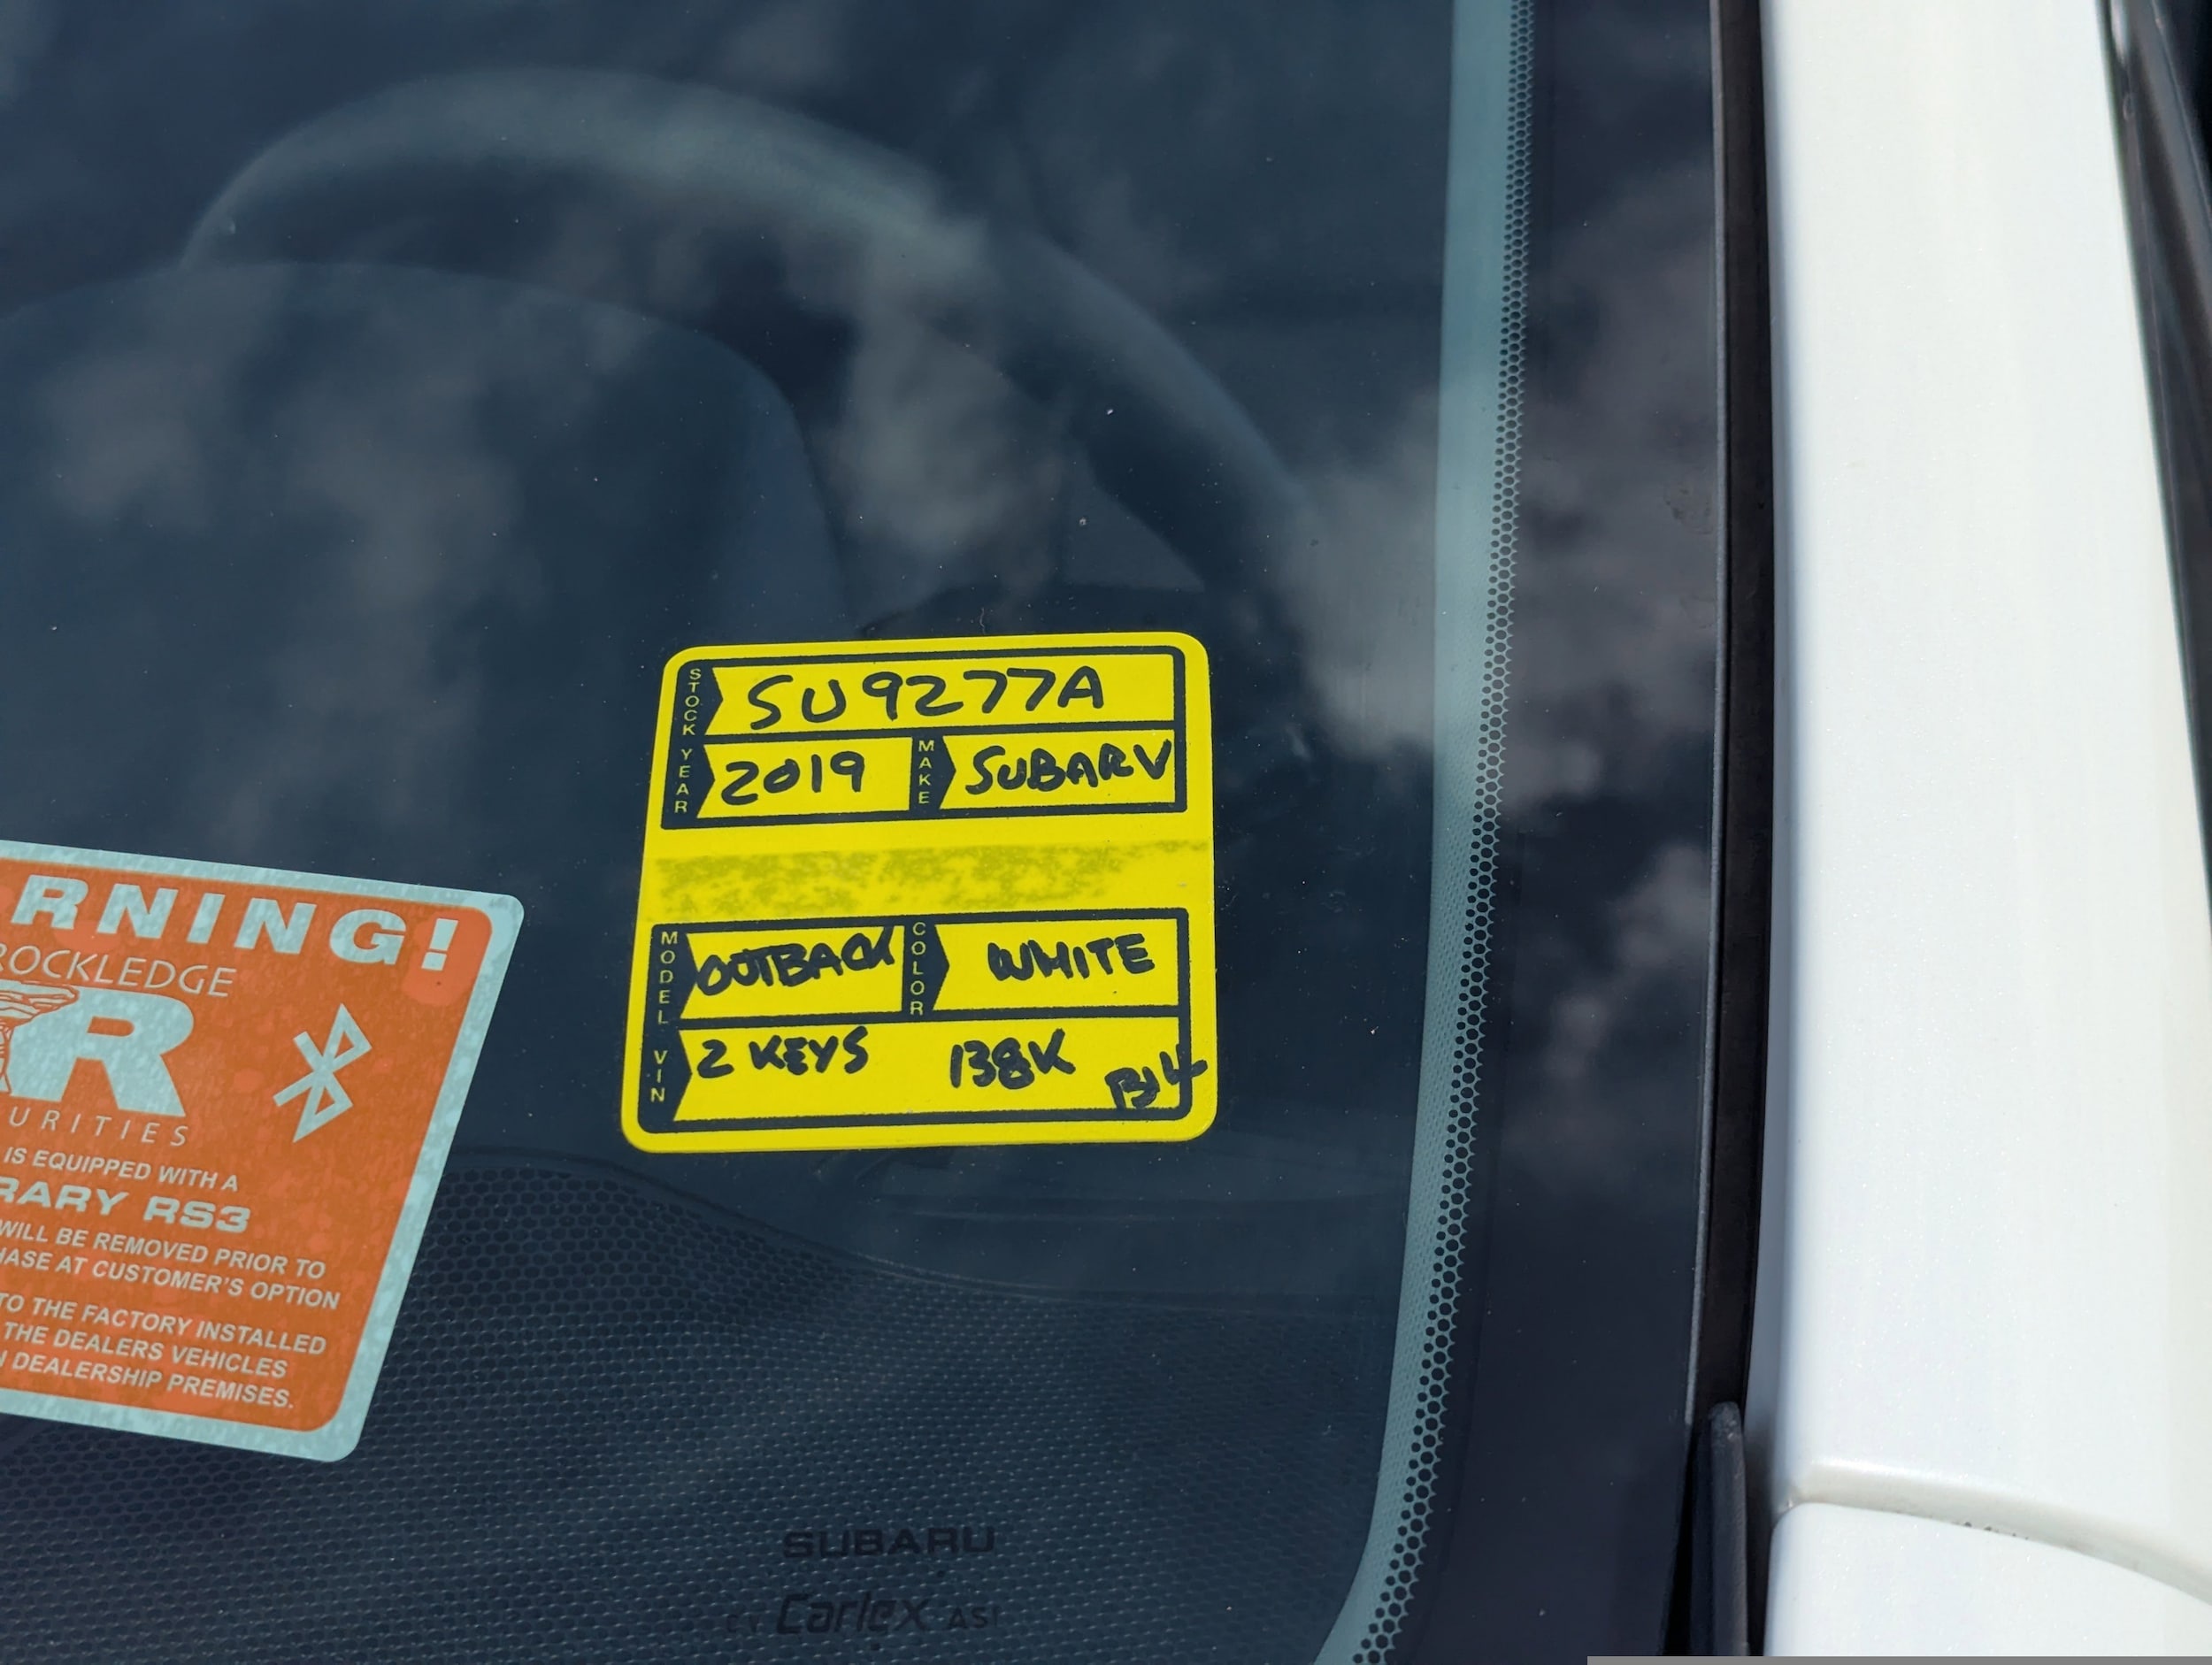 STOCK SU9277A
YEAR 2019 MAKE SUBARU
MODEL OUTBACK COLOR WHITE
VIN 2 KEYS 138K
RNING!
ROCKLEDGE
R
URITIES
IS EQUIPPED WITH A
RARY RS3
WILL BE REMOVED PRIOR TO
HASE AT CUSTOMER'S OPTION
TO THE FACTORY INSTALLED
THE DEALERS VEHICLES
DEALERSHIP PREMISES.
SUBARU
Carlex